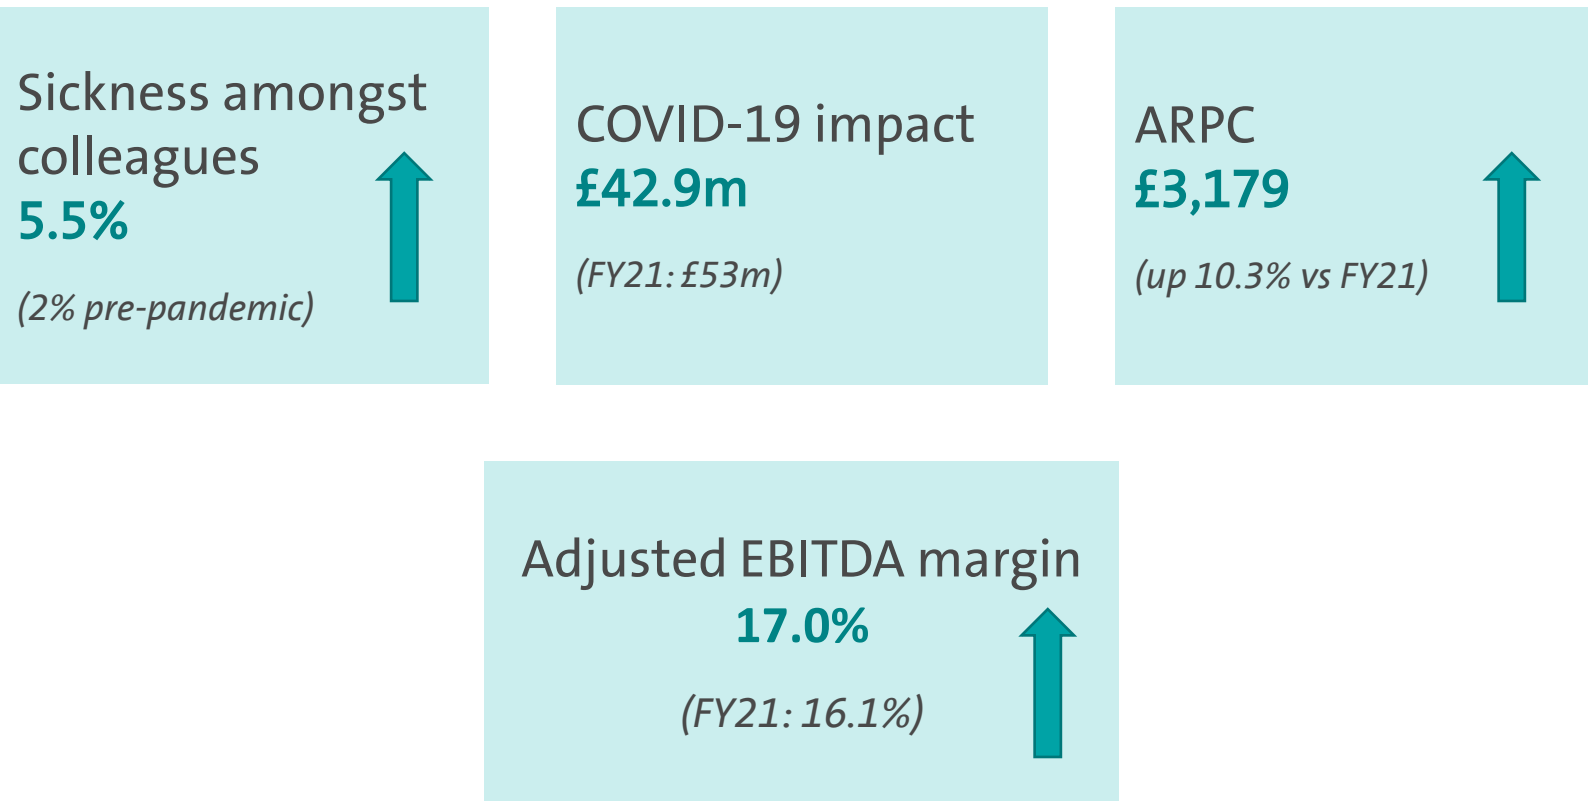 Sickness amongst
colleagues
5.5%
(2% pre-pandemic)
COVID-19 impact
£42.9m
(FY21: £53m)
ARPC
£3,179
(up 10.3% vs FY21)
Adjusted EBITDA margin
17.0%
(FY21: 16.1%)